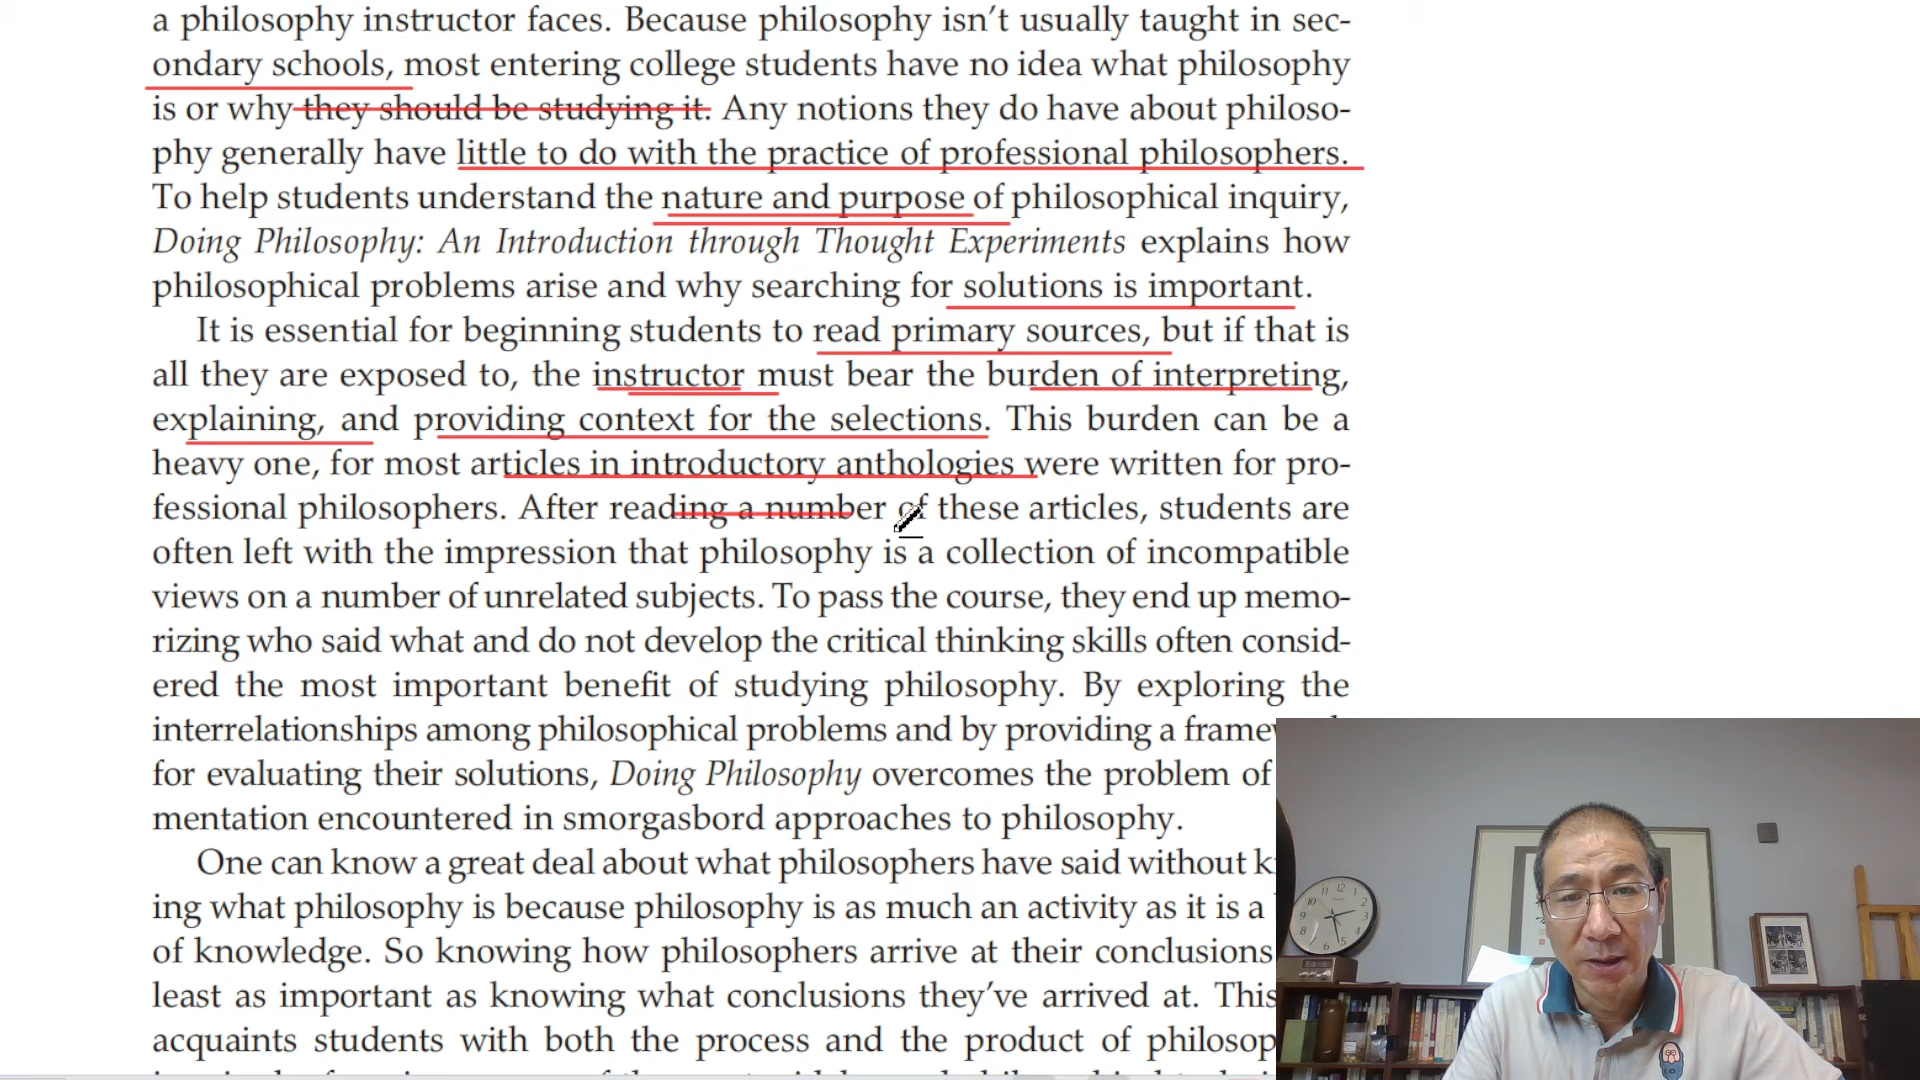 a philosophy instructor faces. Because philosophy isn’t usually taught in sec-
ondary schools, most entering college students have no idea what philosophy
is or why they should be studying it. Any notions they do have about philoso-
phy generally have little to do with the practice of professional philosophers.
To help students understand the nature and purpose of philosophical inquiry,
Doing Philosophy: An Introduction through Thought Experiments explains how
philosophical problems arise and why searching for solutions is important.
It is essential for beginning students to read primary sources, but if that is
all they are exposed to, the instructor must bear the burden of interpreting,
explaining, and providing context for the selections. This burden can be a
heavy one, for most articles in introductory anthologies were written for pro-
fessional philosophers. After reading a number of these articles, students are
often left with the impression that philosophy is a collection of incompatible
views on a number of unrelated subjects. To pass the course, they end up memo-
rizing who said what and do not develop the critical thinking skills often consid-
ered the most important benefit of studying philosophy. By exploring the
interrelationships among philosophical problems and by providing a
for evaluating their solutions, Doing Philosophy overcomes the problem of
mentation encountered in smorgasbord approaches to philosophy.
One can know a great deal about what philosophers have said without
ing what philosophy is because philosophy is as much an activity as it is a
of knowledge. So knowing how philosophers arrive at their conclusions
least as important as knowing what conclusions they’ve arrived at. This
acquaints students with both the process and the product of